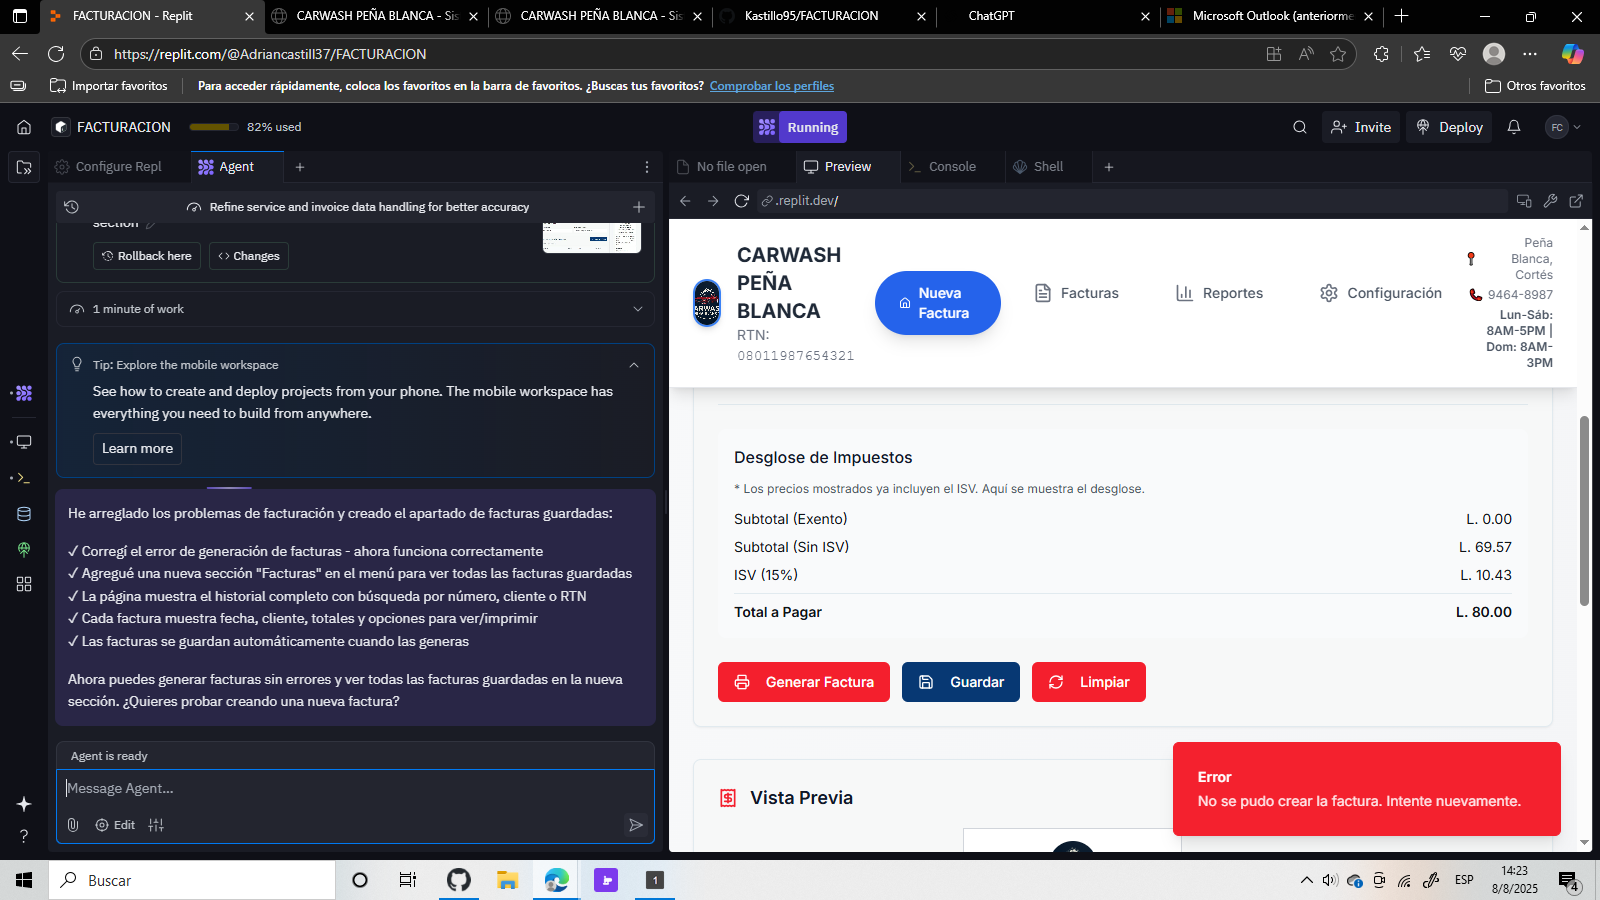 FACTURACION - Replit
CARWASH PEÑA BLANCA - Sis
CARWASH PEÑA BLANCA - Sis
Kastillo95/FACTURACION
ChatGPT
Microsoft Outlook (anteriorme
https://replit.com/@Adriancastill37/FACTURACION
Importar favoritos
Para acceder rápidamente, coloca los favoritos en la barra de favoritos. ¿Buscas tus favoritos? Comprobar los perfiles
Otros favoritos
FACTURACION
82% used
Running
Invite
Deploy
FC
Configure Repl
Agent
No file open
Preview
Console
Shell
Refine service and invoice data handling for better accuracy
.replit.dev/
section
Rollback here
Changes
1 minute of work
Tip: Explore the mobile workspace
See how to create and deploy projects from your phone. The mobile workspace has
everything you need to build from anywhere.
Learn more
He arreglado los problemas de facturación y creado el apartado de facturas guardadas:
✓ Corregí el error de generación de facturas - ahora funciona correctamente
✓ Agregué una nueva sección "Facturas" en el menú para ver todas las facturas guardadas
✓ La página muestra el historial completo con búsqueda por número, cliente o RTN
✓ Cada factura muestra fecha, cliente, totales y opciones para ver/imprimir
✓ Las facturas se guardan automáticamente cuando las generas
Ahora puedes generar facturas sin errores y ver todas las facturas guardadas en la nueva
sección. ¿Quieres probar creando una nueva factura?
Agent is ready
Message Agent...
Edit
CARWASH
PEÑA
BLANCA
RTN:
08011987654321
Nueva
Factura
Facturas
Reportes
Configuración
Peña
Blanca,
Cortés
9464-8987
Lun-Sáb:
8AM-5PM |
Dom: 8AM-
3PM
Desglose de Impuestos
* Los precios mostrados ya incluyen el ISV. Aquí se muestra el desglose.
Subtotal (Exento) L. 0.00
Subtotal (Sin ISV) L. 69.57
ISV (15%) L. 10.43
Total a Pagar L. 80.00
Generar Factura
Guardar
Limpiar
Vista Previa
Error
No se pudo crear la factura. Intente nuevamente.
Buscar
1
ESP
14:23
8/8/2025
4